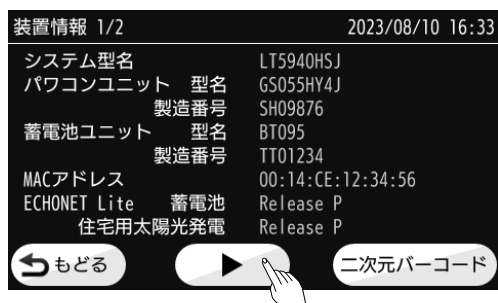 装置情報 1/2 2023/08/10 16:33
システム型名 LT5940HSJ
パワコンユニット 型名 GS055HY4J
製造番号 SH09876
蓄電池ユニット 型名 BT095
製造番号 TT01234
MACアドレス 00:14:CE:12:34:56
ECHONET Lite 蓄電池 Release P
住宅用太陽光発電 Release P
もどる
二次元バーコード